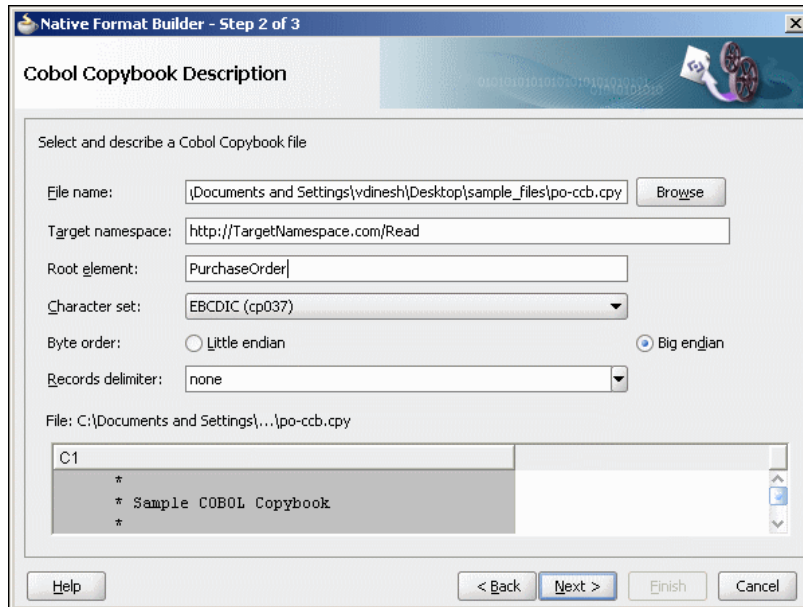 Native Format Builder - Step 2 of 3
Cobol Copybook Description
Select and describe a Cobol Copybook file
File name: \Documents and Settings\vdinesh\Desktop\sample_files\po-ccb.cpy Browse
Target namespace: http://TargetNamespace.com/Read
Root element: PurchaseOrder
Character set: EBCDIC (cp037)
Byte order: Little endian Big endian
Records delimiter: none
File: C:\Documents and Settings\...\po-ccb.cpy
C1
*
* Sample COBOL Copybook
*
Help < Back Next > Finish Cancel